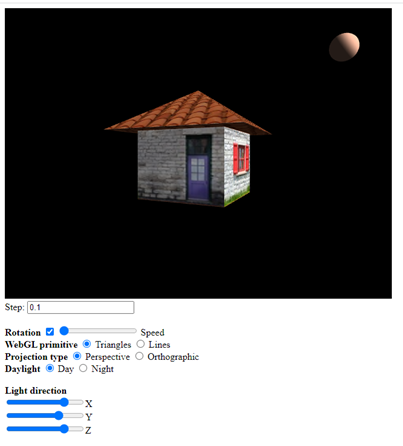 Step: 0.1
Rotation Speed
WebGL primitive Triangles Lines
Projection type Perspective Orthographic
Daylight Day Night
Light direction
X
Y
Z